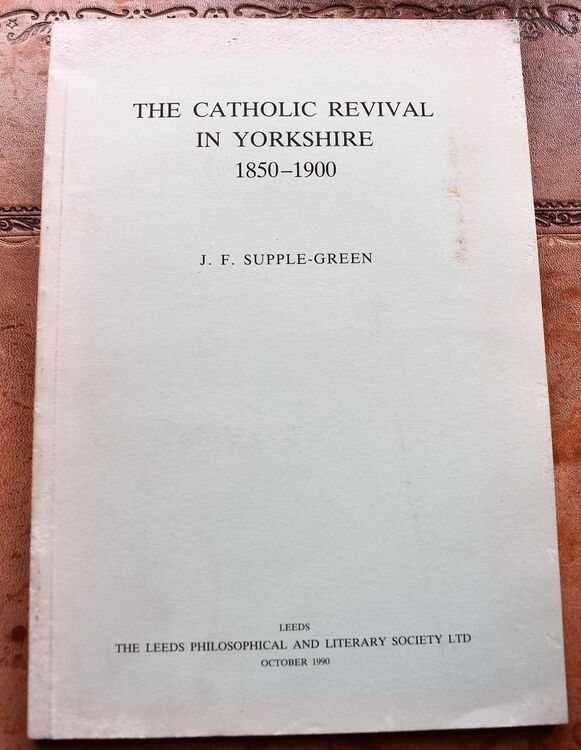 THE CATHOLIC REVIVAL
IN YORKSHIRE
1850–1900
J. F. SUPPLE-GREEN
LEEDS
THE LEEDS PHILOSOPHICAL AND LITERARY SOCIETY LTD
OCTOBER 1990